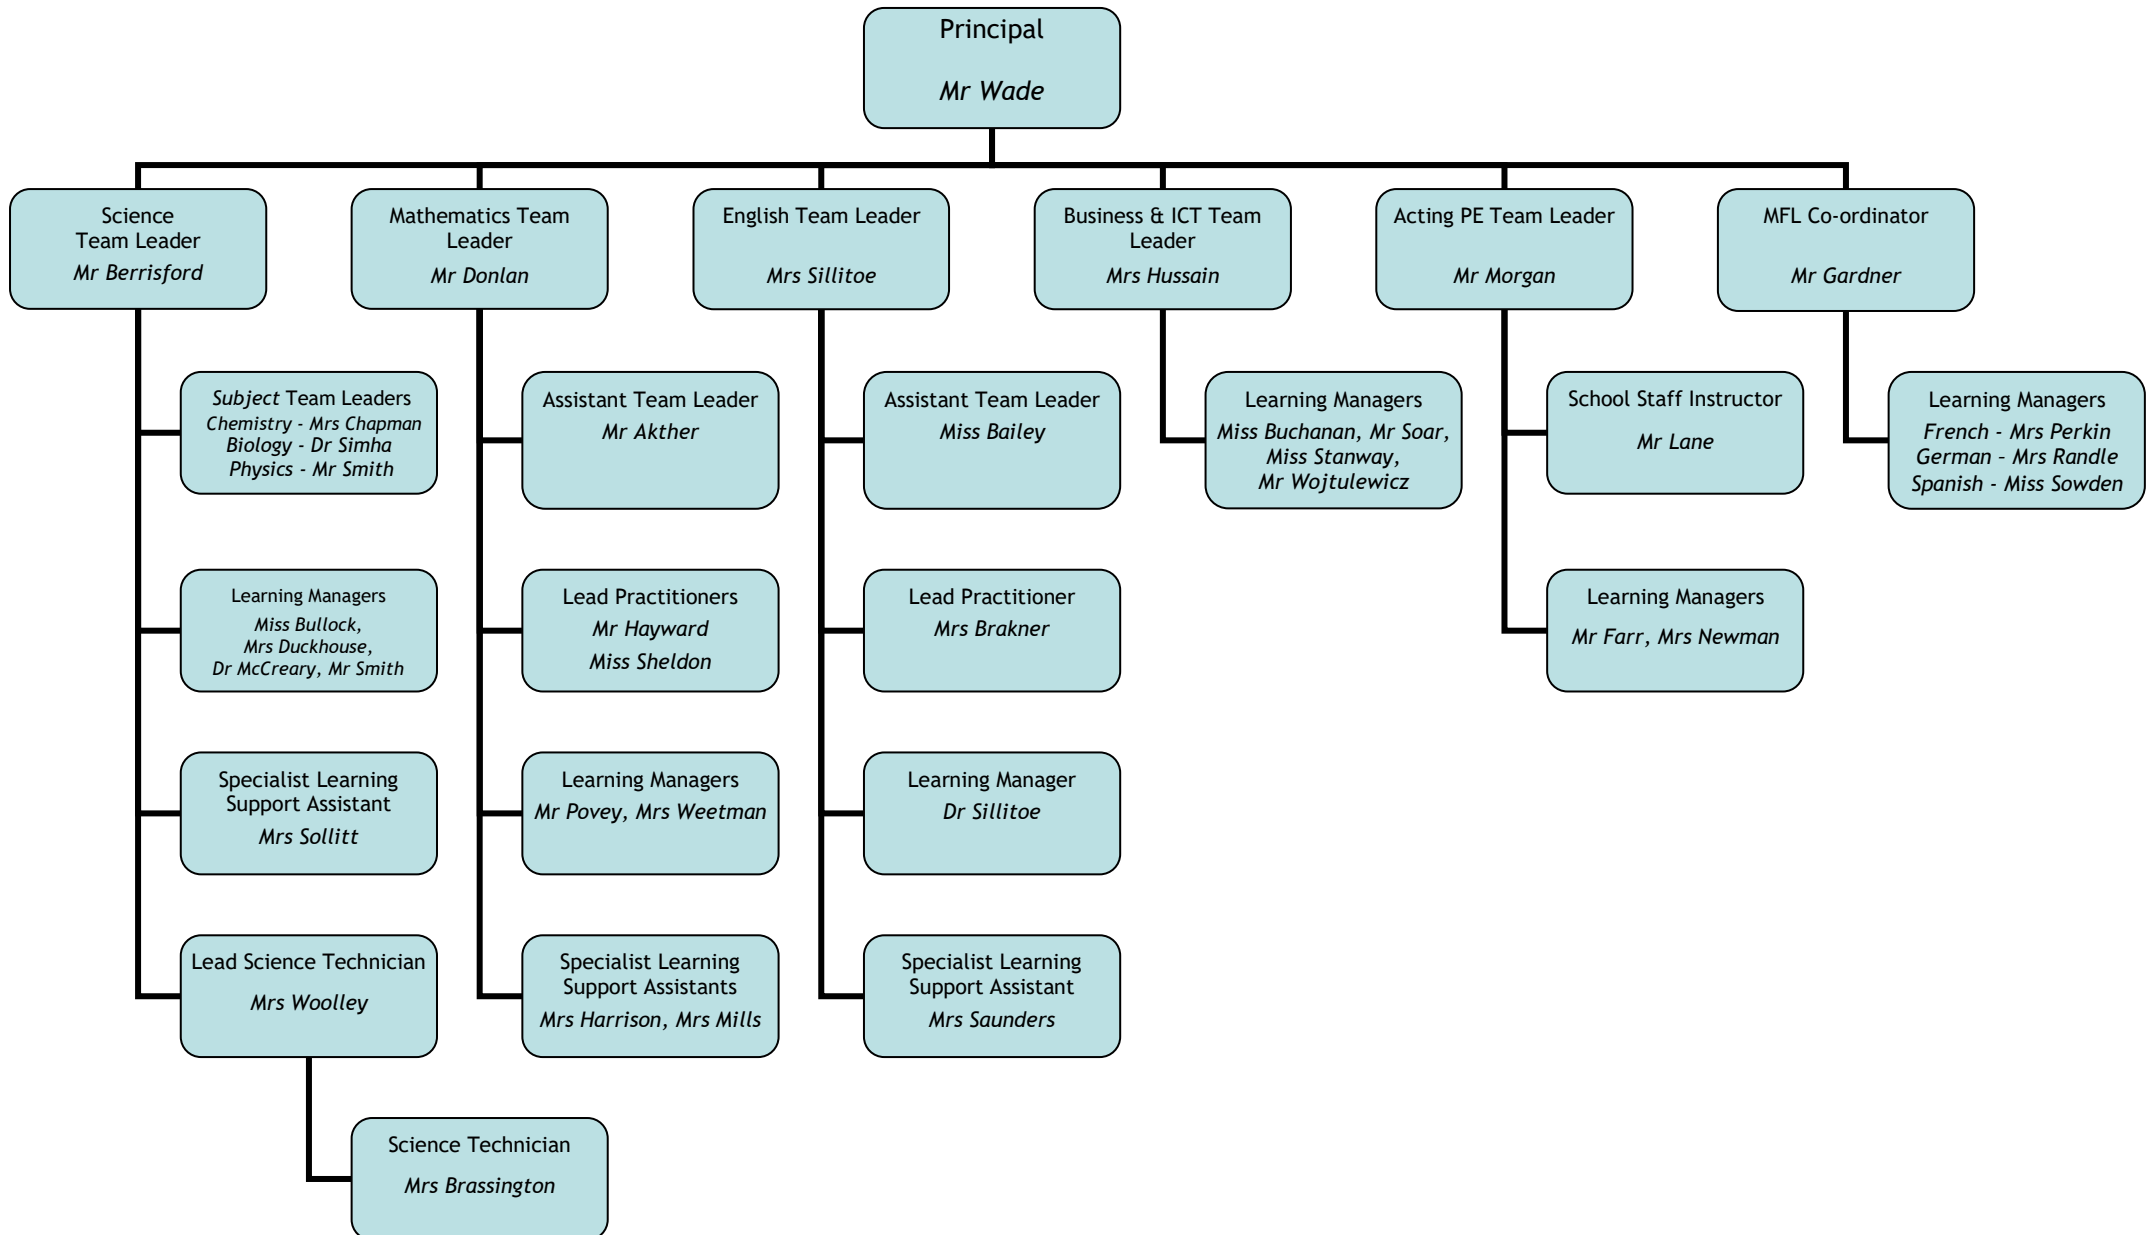 Principal
Mr Wade
Science
Team Leader
Mr Berrisford
Mathematics Team
Leader
Mr Donlan
English Team Leader
Mrs Sillitoe
Business & ICT Team
Leader
Mrs Hussain
Acting PE Team Leader
Mr Morgan
MFL Co-ordinator
Mr Gardner
Subject Team Leaders
Chemistry - Mrs Chapman
Biology - Dr Simha
Physics - Mr Smith
Assistant Team Leader
Mr Akther
Assistant Team Leader
Miss Bailey
Learning Managers
Miss Buchanan, Mr Soar,
Miss Stanway,
Mr Wojtulewicz
School Staff Instructor
Mr Lane
Learning Managers
French - Mrs Perkin
German – Mrs Randle
Spanish - Miss Sowden
Learning Managers
Miss Bullock,
Mrs Duckhouse,
Dr McCreary, Mr Smith
Lead Practitioners
Mr Hayward
Miss Sheldon
Lead Practitioner
Mrs Brakner
Learning Managers
Mr Farr, Mrs Newman
Specialist Learning
Support Assistant
Mrs Sollitt
Learning Managers
Mr Povey, Mrs Weetman
Learning Manager
Dr Sillitoe
Lead Science Technician
Mrs Woolley
Specialist Learning
Support Assistants
Mrs Harrison, Mrs Mills
Specialist Learning
Support Assistant
Mrs Saunders
Science Technician
Mrs Brassington